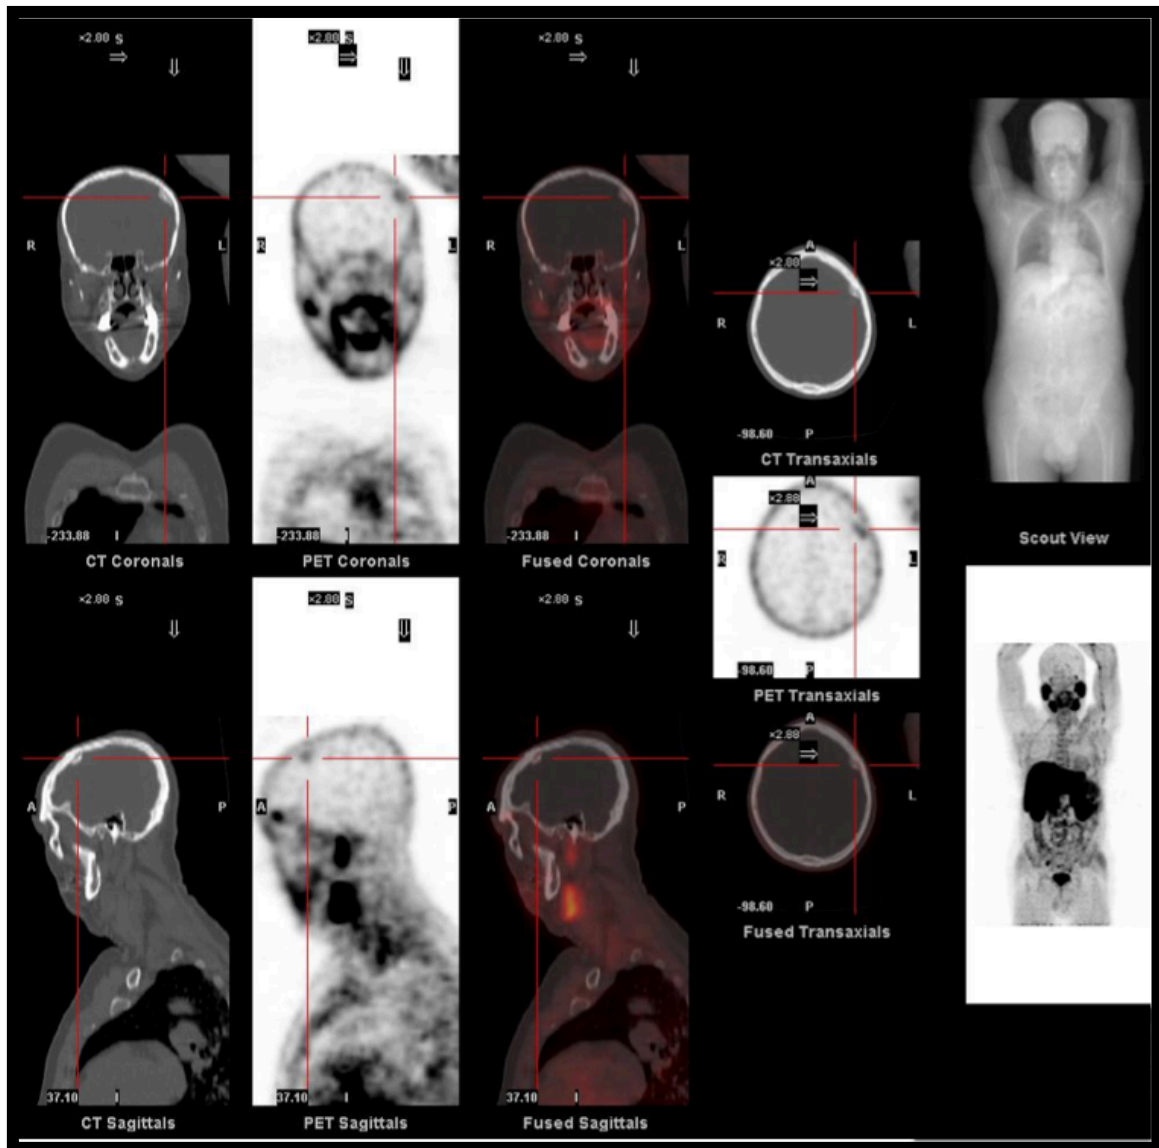 ×2.00 S
×2.00 S
×2.00 S
R
L
R
L
R
L
-233.88 I
-233.88 I
-233.88 I
CT Coronals
PET Coronals
Fused Coronals
A
×2.88
R
L
-98.60 P
CT Transaxials
A
×2.88
R
L
-98.60 P
PET Transaxials
A
×2.88
R
L
-98.60 P
Fused Transaxials
Scout View
×2.00 S
×2.00 S
×2.00 S
A
P
A
P
A
P
37.10 I
37.10 I
37.10 I
CT Sagittals
PET Sagittals
Fused Sagittals